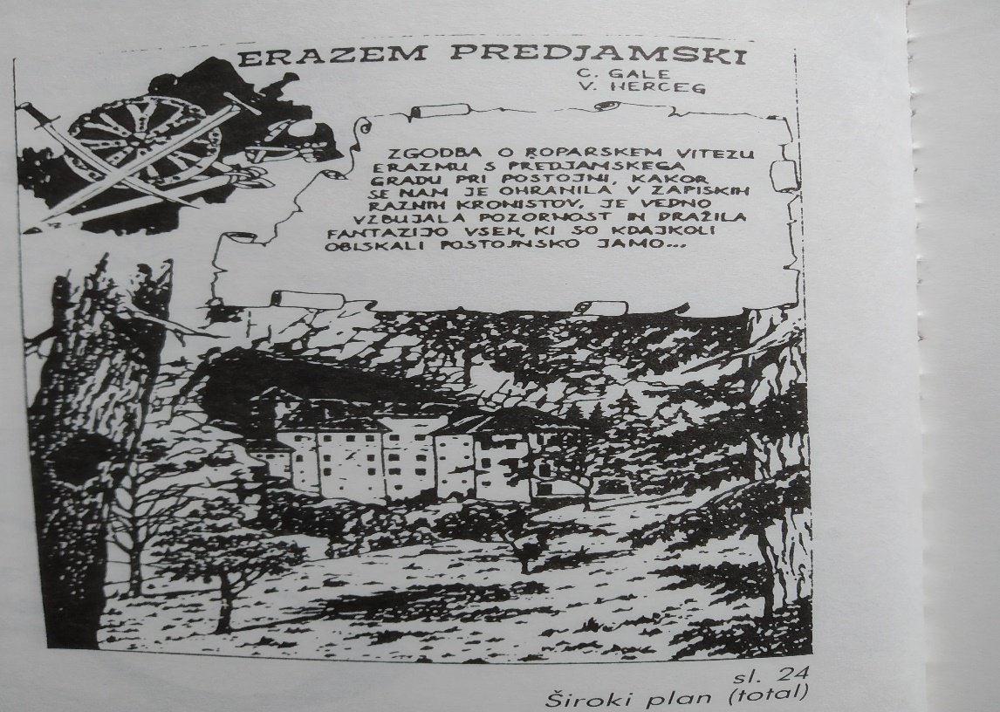 ERAZEM PREDJAMSKI
C. GALE
V. HERCEG
ZGODBA O ROPARSKEM VITEZU
ERAZMU S PREDJAMSKEGA
GRADU PRI POSTOJNI, KAKOR
SE NAM JE OHRANILA V ZAPISKIH
RAZNIH KRONISTOV, JE VEDNO
VZBUJALA POZORNOST IN DRAŽILA
FANTAZIJO VSEH, KI SO KDAJKOLI
OBISKALI POSTOJNSKO JAMO...
sl. 24
Široki plan (total)